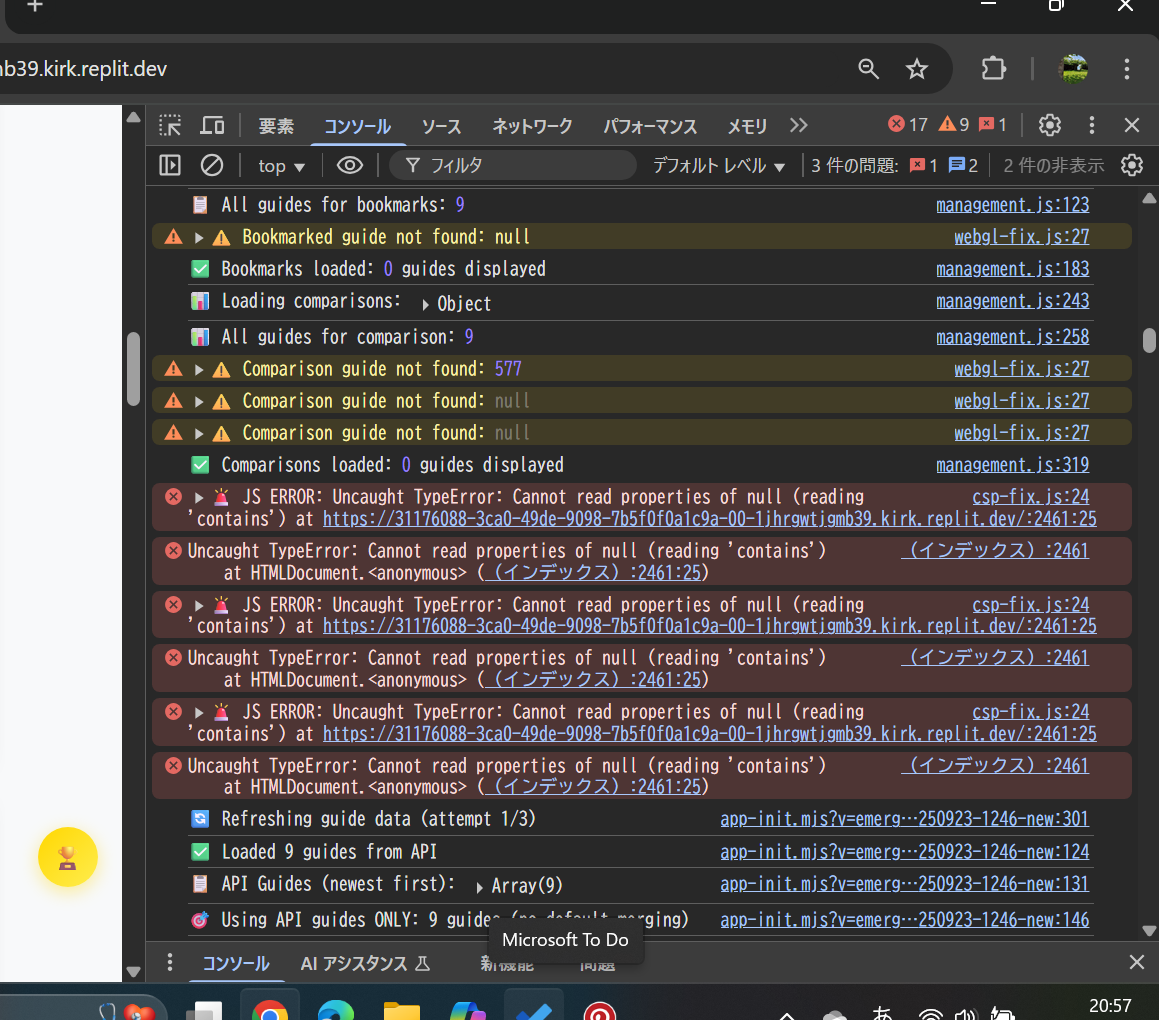 nb39.kirk.replit.dev
要素 コンソール ソース ネットワーク パフォーマンス メモリ 17 9 1
top フィルタ デフォルト レベル 3 件の問題: 1 2 2 件の非表示
All guides for bookmarks: 9 management.js:123
Bookmarked guide not found: null webgl-fix.js:27
Bookmarks loaded: 0 guides displayed management.js:183
Loading comparisons: Object management.js:243
All guides for comparison: 9 management.js:258
Comparison guide not found: 577 webgl-fix.js:27
Comparison guide not found: null webgl-fix.js:27
Comparison guide not found: null webgl-fix.js:27
Comparisons loaded: 0 guides displayed management.js:319
JS ERROR: Uncaught TypeError: Cannot read properties of null (reading csp-fix.js:24
'contains') at https://31176088-3ca0-49de-9098-7b5f0f0a1c9a-00-1jhrgwtjgmb39.kirk.replit.dev/:2461:25
Uncaught TypeError: Cannot read properties of null (reading 'contains') (インデックス):2461
at HTMLDocument.<anonymous> ((インデックス):2461:25)
JS ERROR: Uncaught TypeError: Cannot read properties of null (reading csp-fix.js:24
'contains') at https://31176088-3ca0-49de-9098-7b5f0f0a1c9a-00-1jhrgwtjgmb39.kirk.replit.dev/:2461:25
Uncaught TypeError: Cannot read properties of null (reading 'contains') (インデックス):2461
at HTMLDocument.<anonymous> ((インデックス):2461:25)
JS ERROR: Uncaught TypeError: Cannot read properties of null (reading csp-fix.js:24
'contains') at https://31176088-3ca0-49de-9098-7b5f0f0a1c9a-00-1jhrgwtjgmb39.kirk.replit.dev/:2461:25
Uncaught TypeError: Cannot read properties of null (reading 'contains') (インデックス):2461
at HTMLDocument.<anonymous> ((インデックス):2461:25)
Refreshing guide data (attempt 1/3) app-init.mjs?v=emerg…250923-1246-new:301
Loaded 9 guides from API app-init.mjs?v=emerg…250923-1246-new:124
API Guides (newest first): Array(9) app-init.mjs?v=emerg…250923-1246-new:131
Using API guides ONLY: 9 guides (no default merging) app-init.mjs?v=emerg…250923-1246-new:146
Microsoft To Do
コンソール AI アシスタンス 新機能 問題
あ 20:57